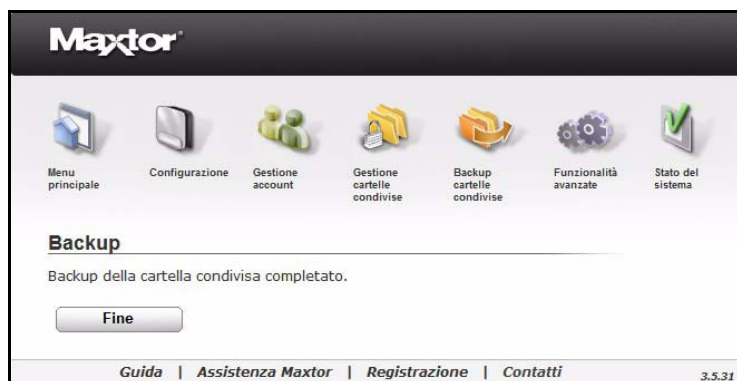 Maxtor
Menu principale
Configurazione
Gestione account
Gestione cartelle condivise
Backup cartelle condivise
Funzionalità avanzate
Stato del sistema
Backup
Backup della cartella condivisa completato.
Fine
Guida | Assistenza Maxtor | Registrazione | Contatti
3.5.31